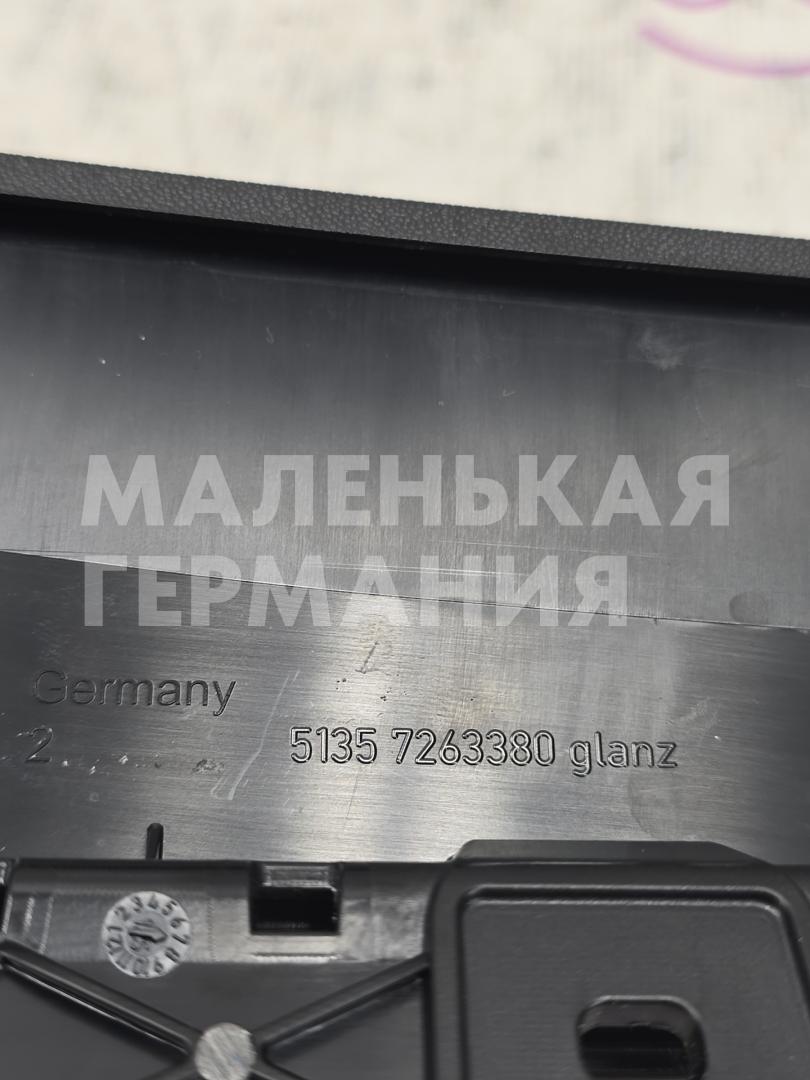 МАЛЕНЬКАЯ
ГЕРМАНИЯ
Germany
2
5135 7263380 glanz